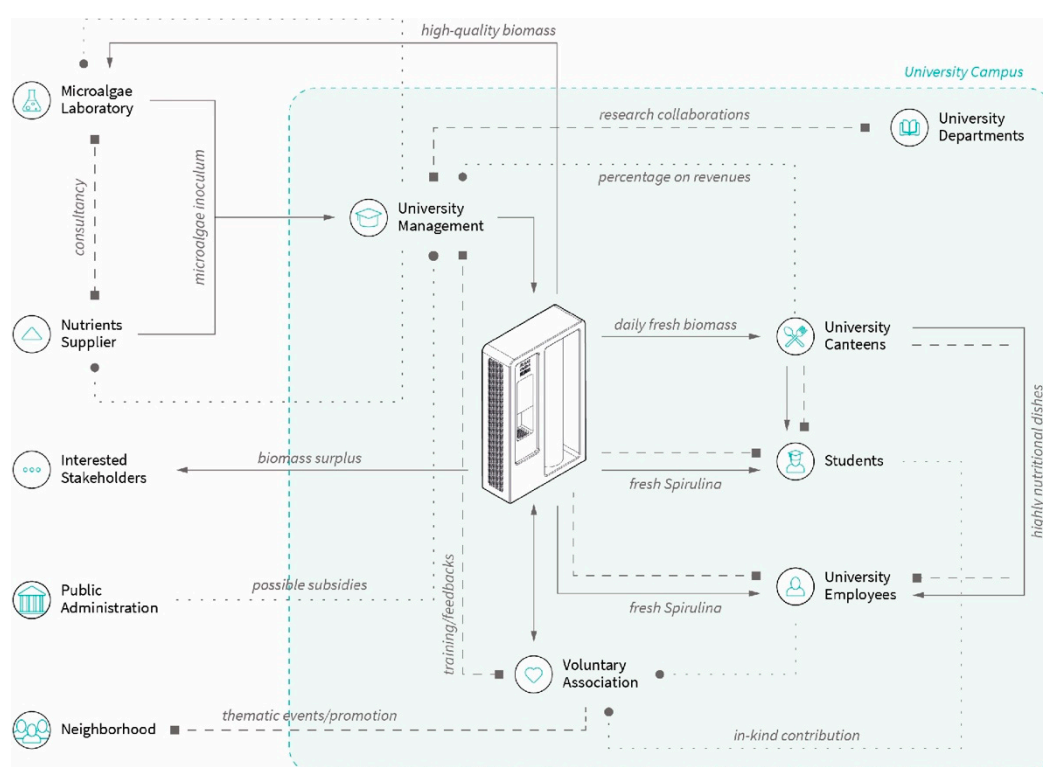 high-quality biomass
University Campus
Microalgae
Laboratory
research collaborations
University
Departments
percentage on revenues
consultancy
microalgae inoculum
University
Management
Nutrients
Supplier
daily fresh biomass
University
Canteens
highly nutritional dishes
Interested
Stakeholders
biomass surplus
Students
fresh Spirulina
Public
Administration
possible subsidies
training/feedbacks
University
Employees
fresh Spirulina
Voluntary
Association
Neighborhood
thematic events/promotion
in-kind contribution